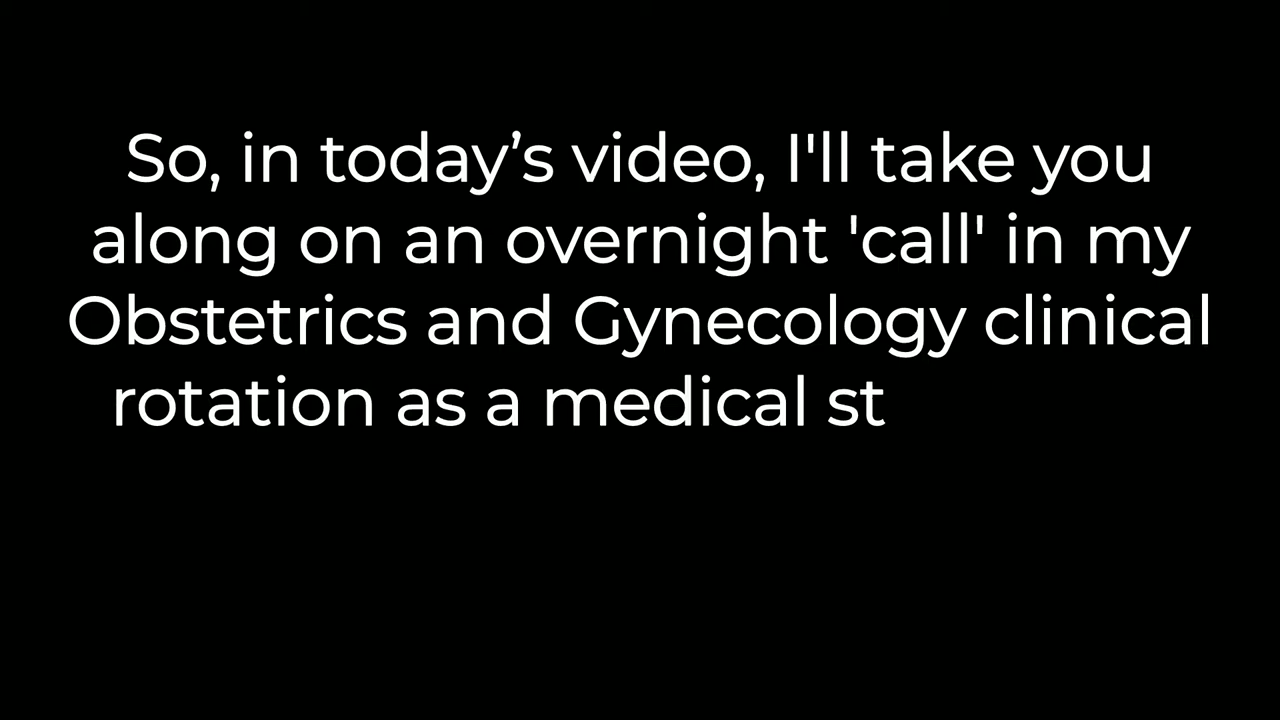 So, in today’s video, I'll take you
along on an overnight 'call' in my
Obstetrics and Gynecology clinical
rotation as a medical st